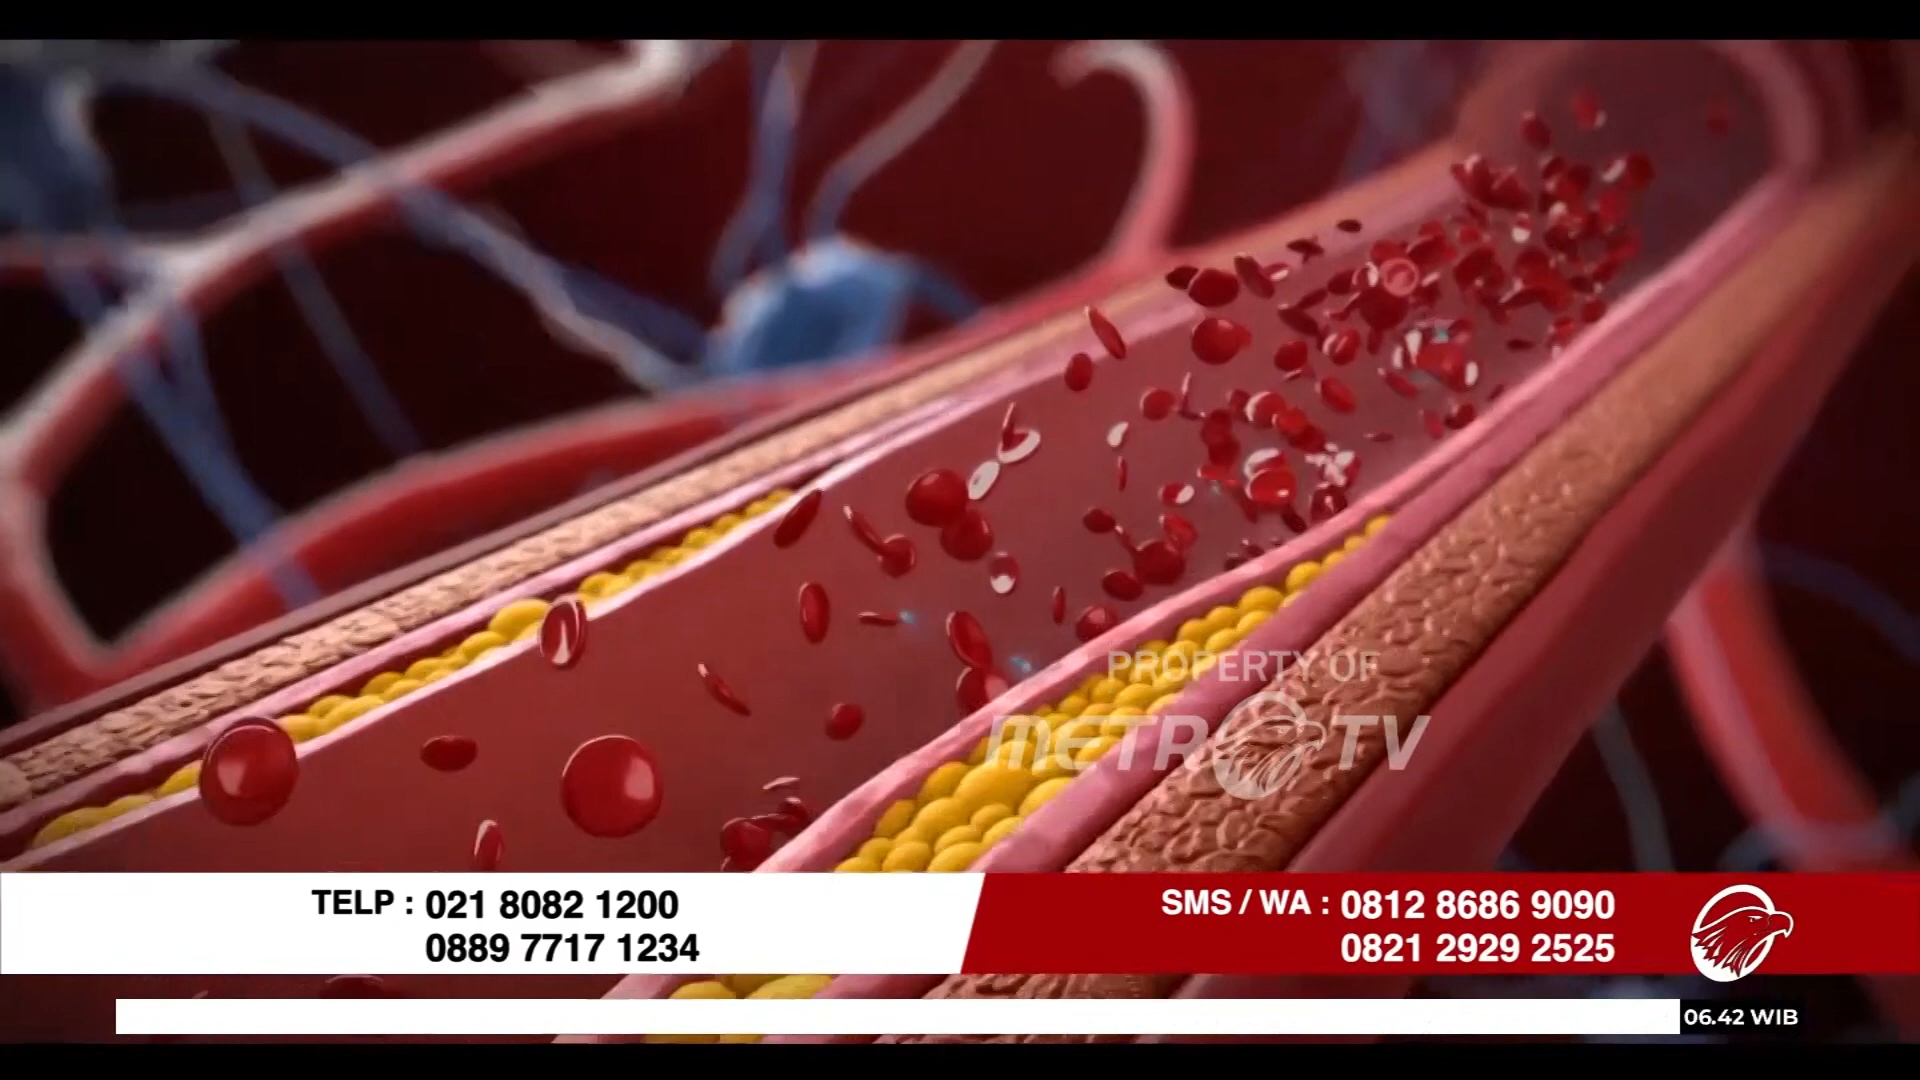 PROPERTY OF
METRO TV
TELP : 021 8082 1200
0889 7717 1234
SMS / WA : 0812 8686 9090
0821 2929 2525
06.42 WIB